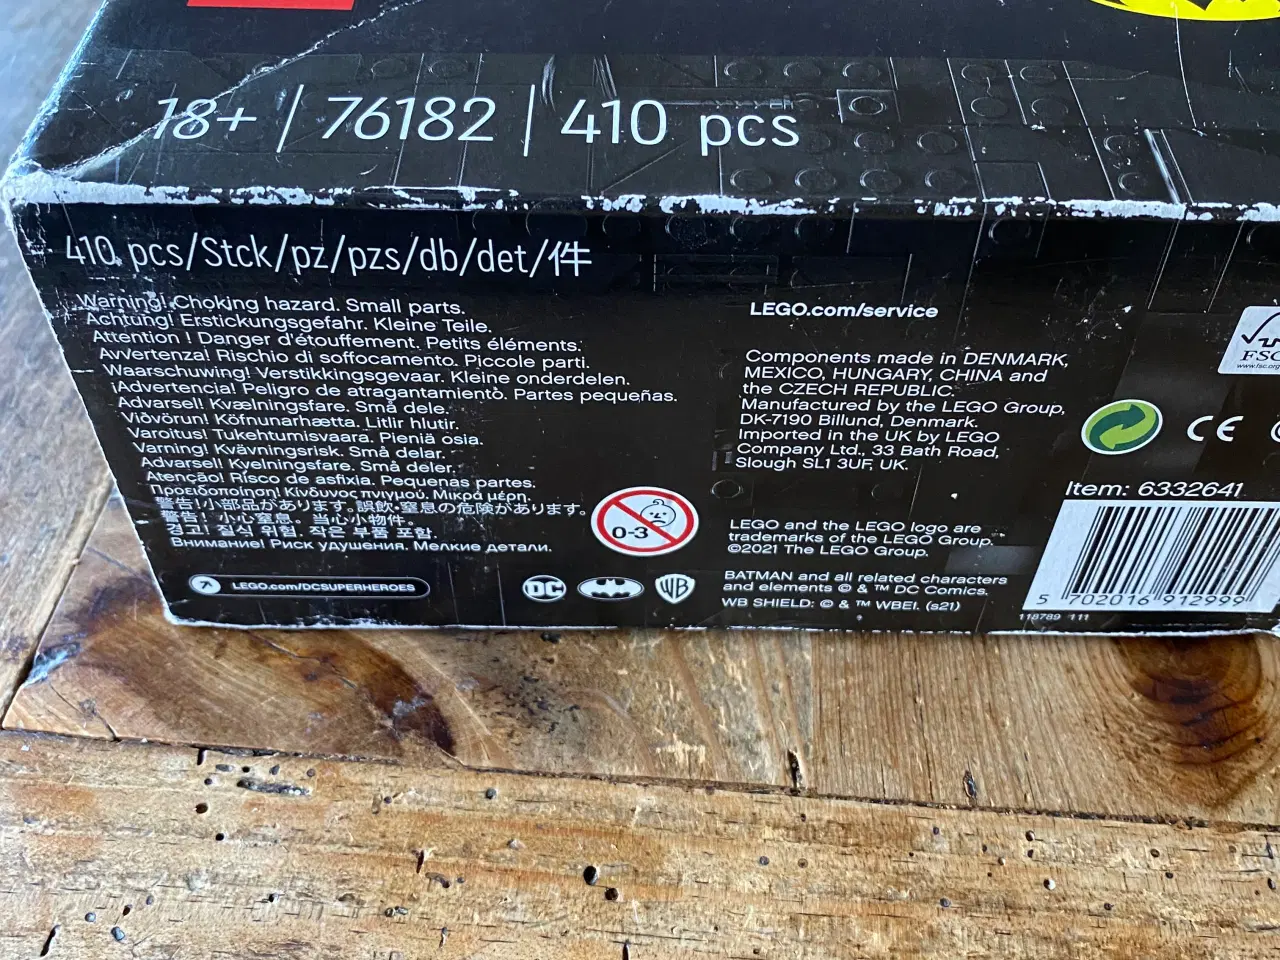 18+ | 76182 | 410 pcs
410 pcs/Stck/pz/pzs/db/det/件
Warning! Choking hazard. Small parts.
Achtung! Erstickungsgefahr. Kleine Teile.
Attention ! Danger d'étouffement. Petits éléments.
Avvertenza! Rischio di soffocamento. Piccole parti.
Waarschuwing! Verstikkingsgevaar. Kleine onderdelen.
¡Advertencia! Peligro de atragantamiento. Partes pequeñas.
Advarsel! Kvælningsfare. Små dele.
Viðvörun! Köfnunarhætta. Litlir hlutir.
Varoitus! Tukehtumisvaara. Pieniä osia.
Varning! Kvävningsrisk. Små delar.
Advarsel! Kvelningsfare. Små deler.
Atenção! Risco de asfixia. Pequenas partes.
Προειδοποίηση! Κίνδυνος πνιγμού. Μικρά μέρη.
警告!小部品があります。誤飲・窒息の危険があります。
警告! 小心窒息。当心小物件。
경고! 질식 위험. 작은 부품 포함.
Внимание! Риск удушения. Мелкие детали.
0-3
LEGO.com/DCSUPERHEROES
DC
WB
LEGO.com/service
Components made in DENMARK,
MEXICO, HUNGARY, CHINA and
the CZECH REPUBLIC.
Manufactured by the LEGO Group,
DK-7190 Billund, Denmark.
Imported in the UK by LEGO
Company Ltd., 33 Bath Road,
Slough SL1 3UF, UK.
LEGO and the LEGO logo are
trademarks of the LEGO Group.
©2021 The LEGO Group.
BATMAN and all related characters
and elements © & ™ DC Comics.
WB SHIELD: © & ™ WBEI. (s21)
FSC
www.fsc.org
CE
Item: 6332641
5 702016 912999
118789 111